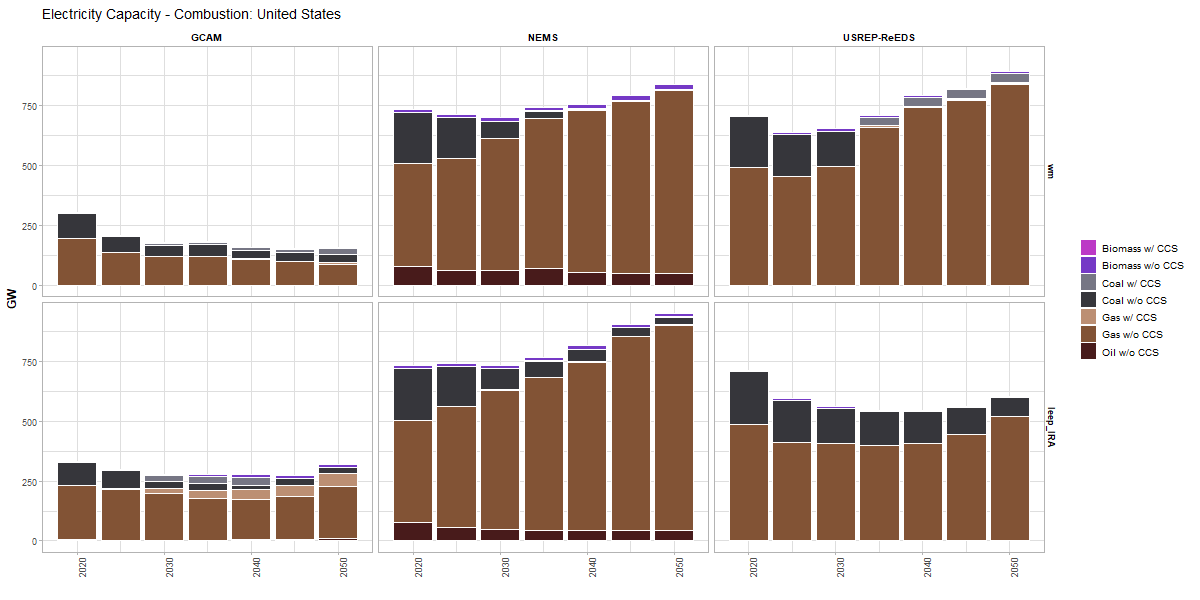 Electricity Capacity - Combustion: United States
GCAM
NEMS
USREP-ReEDS
GW
750
500
250
0
wm
750
500
250
0
leep_IRA
2020
2030
2040
2050
2020
2030
2040
2050
2020
2030
2040
2050
Biomass w/ CCS
Biomass w/o CCS
Coal w/ CCS
Coal w/o CCS
Gas w/ CCS
Gas w/o CCS
Oil w/o CCS